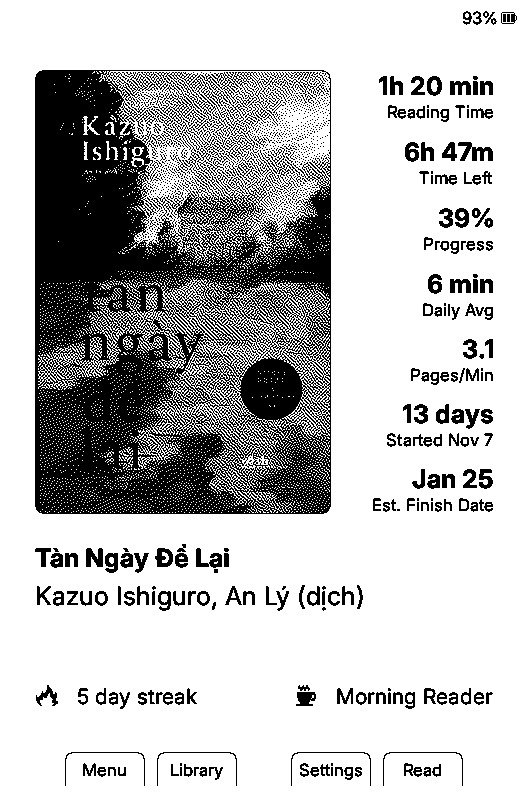 93%
Kazuo
Ishiguro
tàn
ngày
để
lại
1h 20 min
Reading Time
6h 47m
Time Left
39%
Progress
6 min
Daily Avg
3.1
Pages/Min
13 days
Started Nov 7
Jan 25
Est. Finish Date
Tàn Ngày Để Lại
Kazuo Ishiguro, An Lý (dịch)
5 day streak
Morning Reader
Menu
Library
Settings
Read